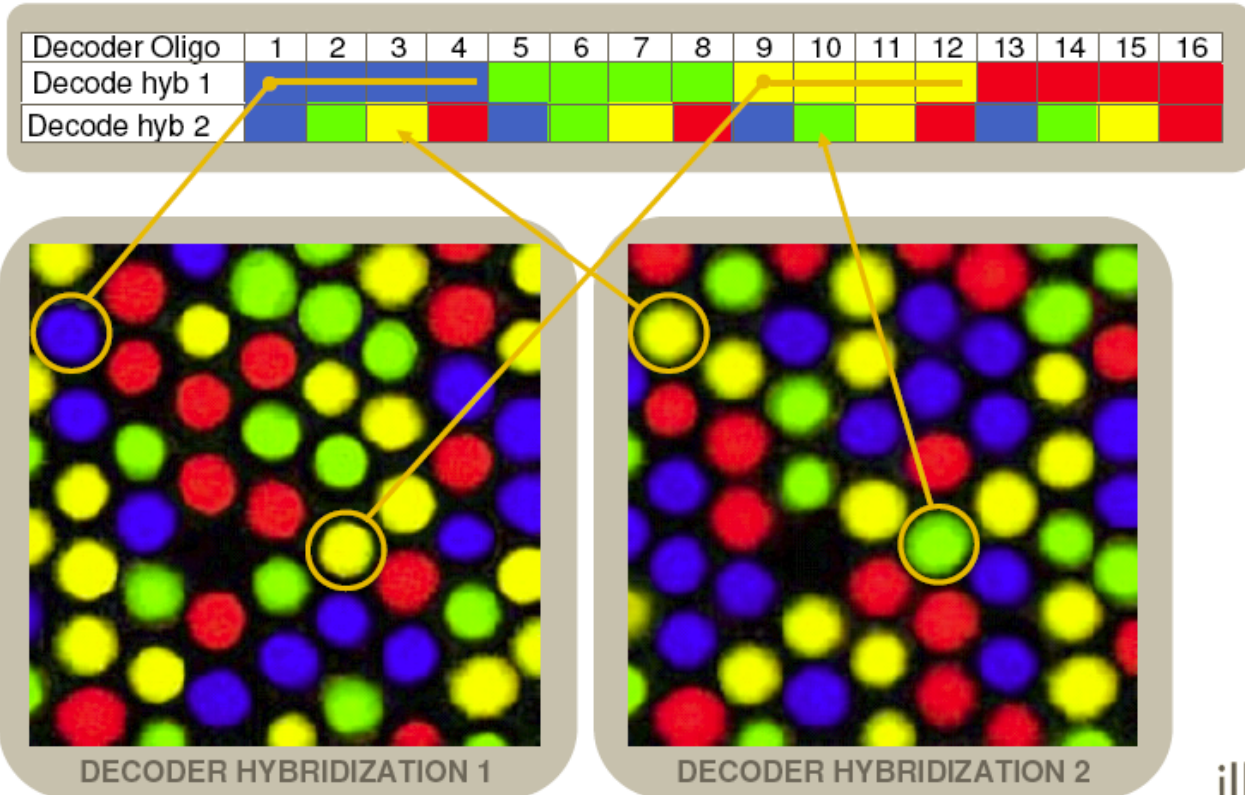 Decoder Oligo 1 2 3 4 5 6 7 8 9 10 11 12 13 14 15 16
Decode hyb 1
Decode hyb 2
DECODER HYBRIDIZATION 1
DECODER HYBRIDIZATION 2